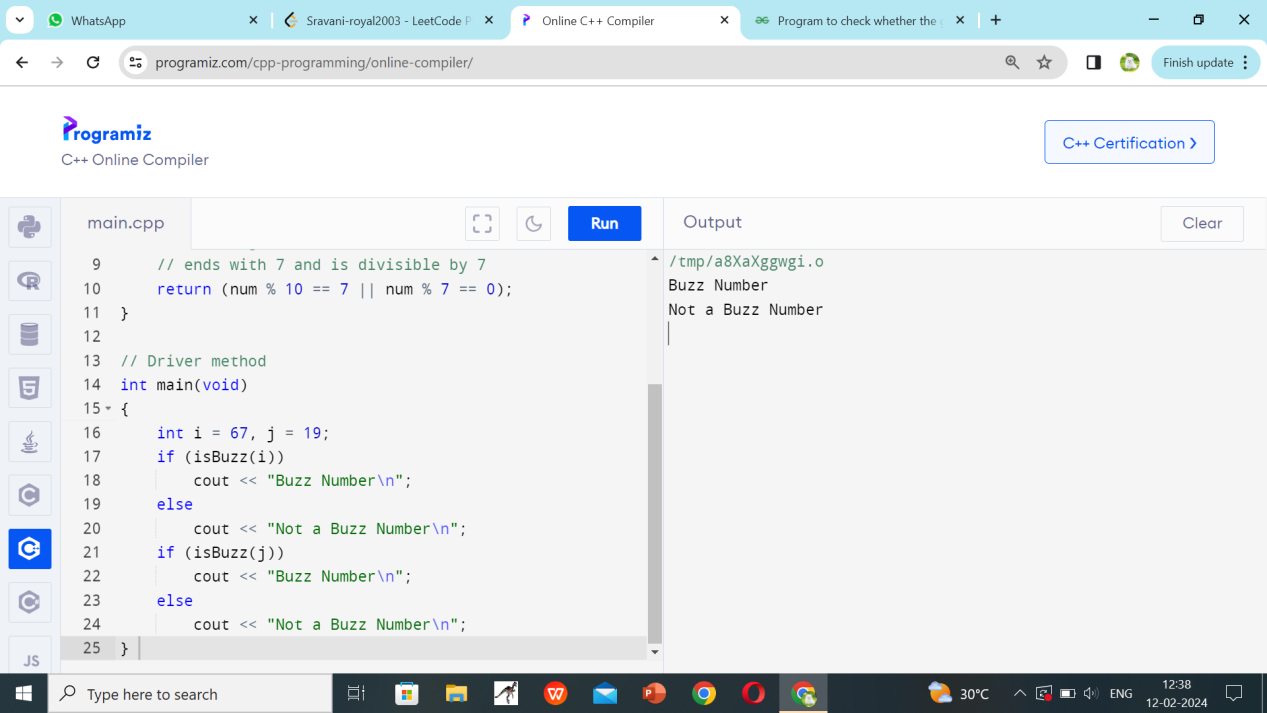 WhatsApp
Sravani-royal2003 - LeetCode P
Online C++ Compiler
Program to check whether the g
programiz.com/cpp-programming/online-compiler/
Finish update
Programiz
C++ Online Compiler
C++ Certification ❯
main.cpp
Run
Output
Clear
9 // ends with 7 and is divisible by 7
10 return (num % 10 == 7 || num % 7 == 0);
11 }
12
13 // Driver method
14 int main(void)
15 {
16 int i = 67, j = 19;
17 if (isBuzz(i))
18 cout << "Buzz Number\n";
19 else
20 cout << "Not a Buzz Number\n";
21 if (isBuzz(j))
22 cout << "Buzz Number\n";
23 else
24 cout << "Not a Buzz Number\n";
25 }
/tmp/a8XaXggwgi.o
Buzz Number
Not a Buzz Number
JS
Type here to search
30°C
ENG
12:38
12-02-2024